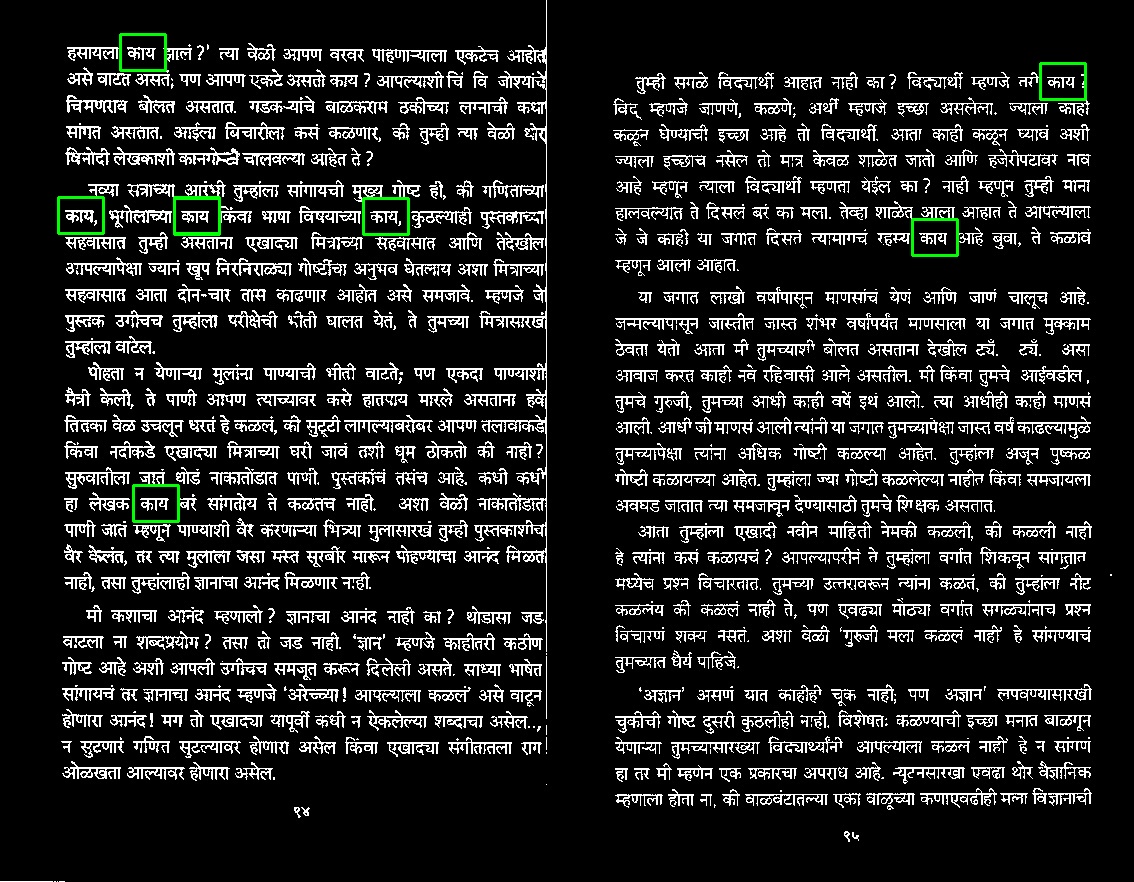 हसायला काय झालं ?' त्या वेळी आपण वरवर पाहणाऱ्याला एकटेच आहोत
असे वाटत असतं; पण आपण एकटे असतो काय ? आपल्याशी चिं वि जोश्यांचे
चिमणराव बोलत असतात. गडकऱ्यांचे बाळकराम ठकीच्या लग्नाची कथा
सांगत असतात. आईला बिचारीला कसं कळणार, की तुम्ही त्या वेळी थोर
विनोदी लेखकाशी कानगोष्टी चालवल्या आहेत ते ?
नव्या सत्राच्या आरंभी तुम्हांला सांगायची मुख्य गोष्ट ही, की गणिताच्या
काय, भूगोलाच्या काय किंवा भाषा विषयाच्या काय, कुठल्याही पुस्तकाच्या
सहवासात तुम्ही असताना एखाद्या मित्राच्या सहवासात आणि तेदेखील
आपल्यापेक्षा ज्यानं खूप निरनिराळ्या गोष्टींचा अनुभव घेतलाय अशा मित्राच्या
सहवासात आता दोन-चार तास काढणार आहोत असे समजावे. म्हणजे जे
पुस्तक उगीचच तुम्हांला परीक्षेची भीती घालत येतं, ते तुमच्या मित्रासारखं
तुम्हांला वाटेल.
पोहता न येणाऱ्या मुलांना पाण्याची भीती वाटते; पण एकदा पाण्याशी
मैत्री केली, ते पाणी आपण त्याच्यावर कसे हातपाय मारले असताना हवे
तितका वेळ उचलून धरतं हे कळलं, की सुट्टी लागल्याबरोबर आपण तलावाकडे
किंवा नदीकडे एखाद्या मित्राच्या घरी जावं तशी धूम ठोकतो की नाही ?
सुरुवातीला जातं थोडं नाकातोंडात पाणी. पुस्तकांचं तसंच आहे. कधी कधी
हा लेखक काय बरं सांगतोय ते कळतच नाही. अशा वेळी नाकातोंडात
पाणी जातं म्हणून पाण्याशी वैर करणाऱ्या भित्र्या मुलासारखं तुम्ही पुस्तकाशीच
वैर केलंत, तर त्या मुलाला जसा मस्त सूरबीर मारून पोहण्याचा आनंद मिळत
नाही, तसा तुम्हांलाही ज्ञानाचा आनंद मिळणार नाही.
मी कशाचा आनंद म्हणालो ? ज्ञानाचा आनंद नाही का ? थोडासा जड
वाटला ना शब्दप्रयोग ? तसा तो जड नाही. 'ज्ञान' म्हणजे काहीतरी कठीण
गोष्ट आहे अशी आपली उगीचच समजूत करून दिलेली असते. साध्या भाषेत
सांगायचं तर ज्ञानाचा आनंद म्हणजे 'अरेच्च्या ! आपल्याला कळलं' असे वाटून
होणारा आनंद ! मग तो एखाद्या यापूर्वी कधी न ऐकलेल्या शब्दाचा असेल..,
न सुटणारं गणित सुटल्यावर होणारा असेल किंवा एखाद्या संगीतातला राग
ओळखता आल्यावर होणारा असेल.
१४
तुम्ही सगळे विद्यार्थी आहात नाही का ? विद्यार्थी म्हणजे तरी काय ?
विद् म्हणजे जाणणे, कळणे; अर्थी म्हणजे इच्छा असलेला. ज्याला काही
कळून घेण्याची इच्छा आहे तो विद्यार्थी. आता काही कळून घ्यावं अशी
ज्याला इच्छाच नसेल तो मात्र केवळ शाळेत जातो आणि हजेरीपटावर नाव
आहे म्हणून त्याला विद्यार्थी म्हणता येईल का ? नाही म्हणून तुम्ही माना
हालवल्यात ते दिसलं बरं का मला. तेव्हा शाळेत आला आहात ते आपल्याला
जे जे काही या जगात दिसतं त्यामागचं रहस्य काय आहे बुवा, ते कळावं
म्हणून आला आहात.
या जगात लाखो वर्षांपासून माणसांचं येणं आणि जाणं चालूच आहे.
जन्मल्यापासून जास्तीत जास्त शंभर वर्षांपर्यंत माणसाला या जगात मुक्काम
ठेवता येतो आता मी तुमच्याशी बोलत असताना देखील ट्यँ. ट्यँ. असा
आवाज करत काही नवे रहिवासी आले असतील. मी किंवा तुमचे आईवडील,
तुमचे गुरुजी, तुमच्या आधी काही वर्षे इथं आलो. त्या आधीही काही माणसं
आली. आधी जी माणसं आली त्यांनी या जगात तुमच्यापेक्षा जास्त वर्षं काढल्यामुळे
तुमच्यापेक्षा त्यांना अधिक गोष्टी कळल्या आहेत. तुम्हांला अजून पुष्कळ
गोष्टी कळायच्या आहेत. तुम्हांला ज्या गोष्टी कळलेल्या नाहीत किंवा समजायला
अवघड जातात त्या समजावून देण्यासाठी तुमचे शिक्षक असतात.
आता तुम्हांला एखादी नवीन माहिती नेमकी कळली, की कळली नाही
हे त्यांना कसं कळायचं ? आपल्यापरीनं ते तुम्हांला वर्गात शिकवून सांगतात
मध्येच प्रश्न विचारतात. तुमच्या उत्तरावरून त्यांना कळतं, की तुम्हांला नीट
कळलंय की कळलं नाही ते, पण एवढ्या मोठ्या वर्गात सगळ्यांनाच प्रश्न
विचारणं शक्य नसतं. अशा वेळी 'गुरुजी मला कळलं नाही' हे सांगण्याचं
तुमच्यात धैर्य पाहिजे.
'अज्ञान' असणं यात काहीही चूक नाही; पण अज्ञान' लपवण्यासारखी
चुकीची गोष्ट दुसरी कुठलीही नाही. विशेषतः कळण्याची इच्छा मनात बाळगून
येणाऱ्या तुमच्यासारख्या विद्यार्थ्यांनी आपल्याला कळलं नाही' हे न सांगणं
हा तर मी म्हणेन एक प्रकारचा अपराध आहे. न्यूटनसारखा एवढा थोर वैज्ञानिक
म्हणाला होता ना, की वाळवंटातल्या एका वाळूच्या कणाएवढीही मला विज्ञानाची
१५